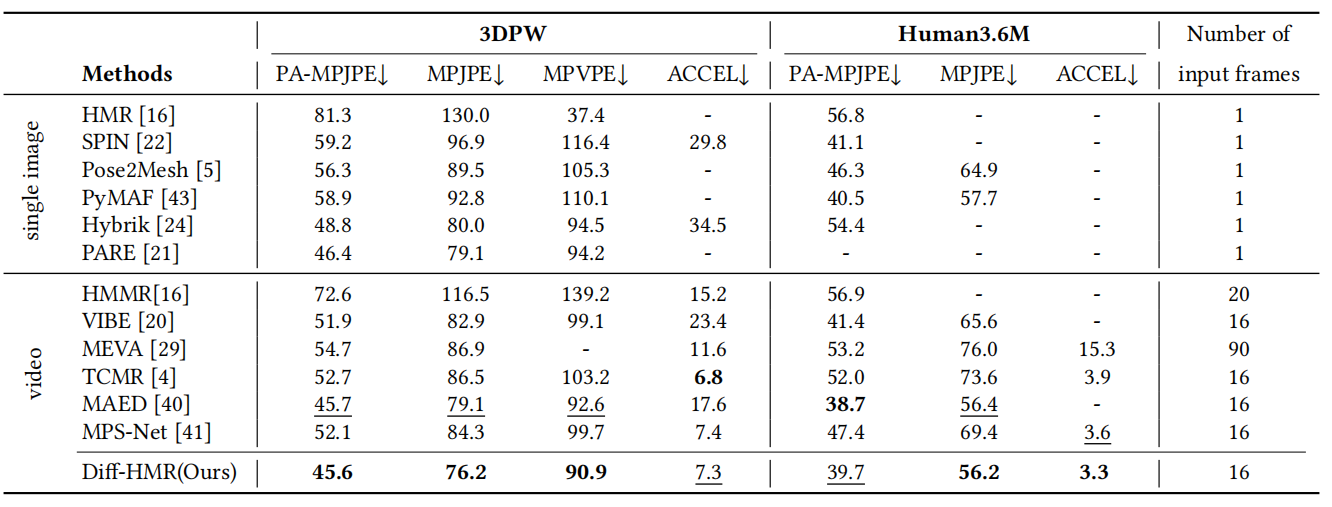 3DPW Human3.6M Number of
Methods PA-MPJPE↓ MPJPE↓ MPVPE↓ ACCEL↓ PA-MPJPE↓ MPJPE↓ ACCEL↓ input frames
single image
HMR [16] 81.3 130.0 37.4 - 56.8 - - 1
SPIN [22] 59.2 96.9 116.4 29.8 41.1 - - 1
Pose2Mesh [5] 56.3 89.5 105.3 - 46.3 64.9 - 1
PyMAF [43] 58.9 92.8 110.1 - 40.5 57.7 - 1
Hybrik [24] 48.8 80.0 94.5 34.5 54.4 - - 1
PARE [21] 46.4 79.1 94.2 - - - - 1
video
HMMR[16] 72.6 116.5 139.2 15.2 56.9 - - 20
VIBE [20] 51.9 82.9 99.1 23.4 41.4 65.6 - 16
MEVA [29] 54.7 86.9 - 11.6 53.2 76.0 15.3 90
TCMR [4] 52.7 86.5 103.2 6.8 52.0 73.6 3.9 16
MAED [40] 45.7 79.1 92.6 17.6 38.7 56.4 - 16
MPS-Net [41] 52.1 84.3 99.7 7.4 47.4 69.4 3.6 16
Diff-HMR(Ours) 45.6 76.2 90.9 7.3 39.7 56.2 3.3 16